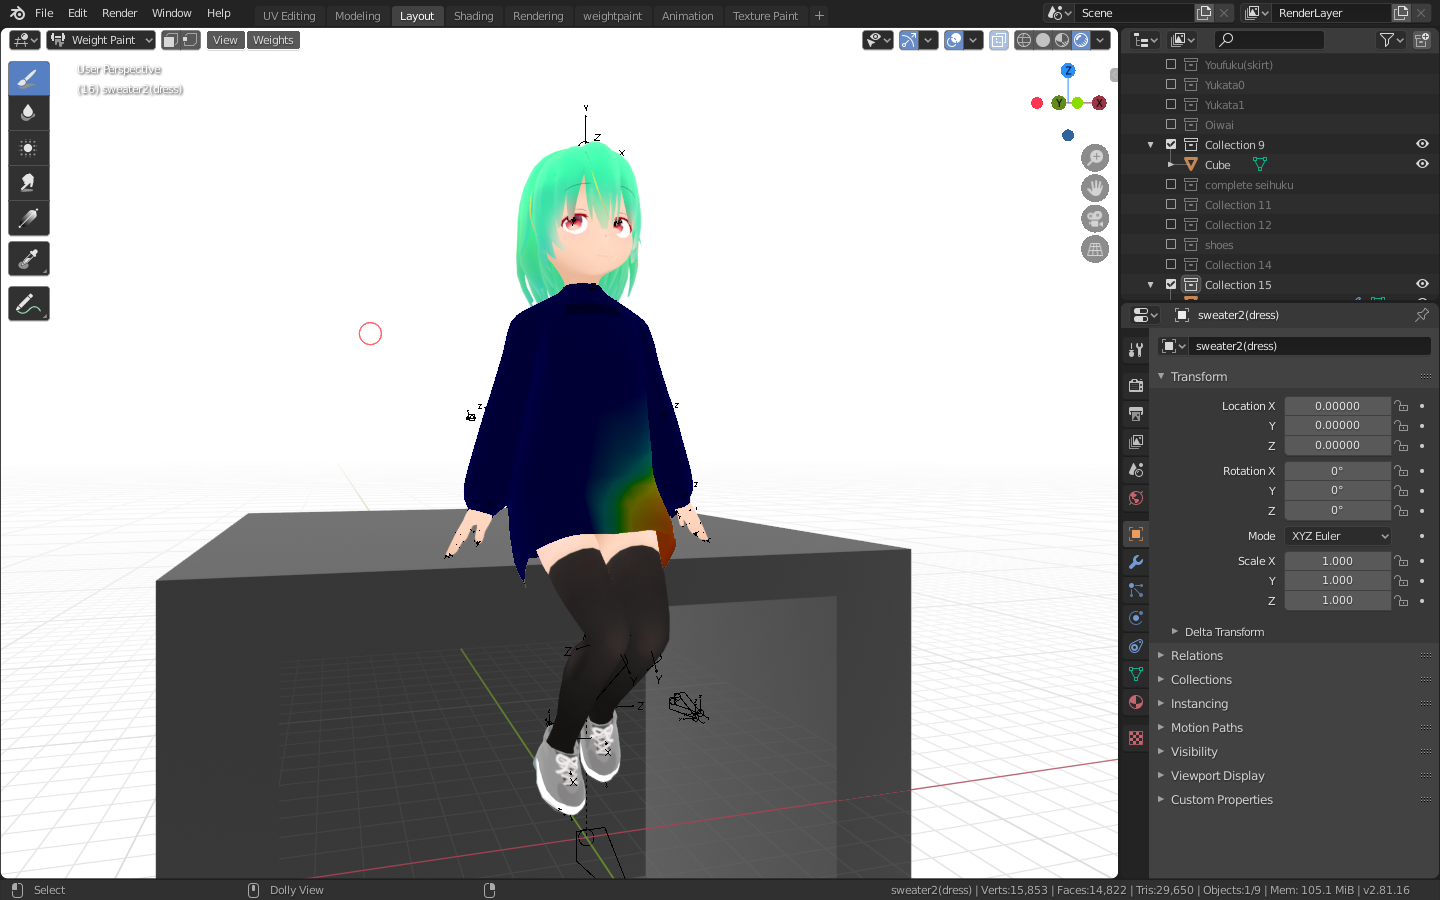 File Edit Render Window Help
UV Editing Modeling Layout Shading Rendering weightpaint Animation Texture Paint +
Scene
RenderLayer
Weight Paint
View Weights
User Perspective
(16) sweater2(dress)
Z
Y
X
Y
Z
X
Z
Z
Z
Z
Y
Z
X
X
Youfuku(skirt)
Yukata0
Yukata1
Oiwai
Collection 9
Cube
complete seihuku
Collection 11
Collection 12
shoes
Collection 14
Collection 15
sweater2(dress)
sweater2(dress)
Transform
Location X 0.00000
Y 0.00000
Z 0.00000
Rotation X 0°
Y 0°
Z 0°
Mode XYZ Euler
Scale X 1.000
Y 1.000
Z 1.000
Delta Transform
Relations
Collections
Instancing
Motion Paths
Visibility
Viewport Display
Custom Properties
Select
Dolly View
sweater2(dress) | Verts:15,853 | Faces:14,822 | Tris:29,650 | Objects:1/9 | Mem: 105.1 MiB | v2.81.16